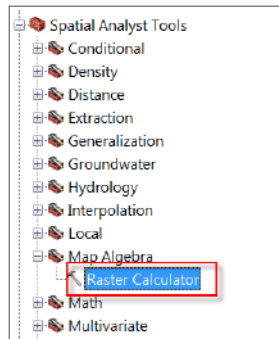 Spatial Analyst Tools
Conditional
Density
Distance
Extraction
Generalization
Groundwater
Hydrology
Interpolation
Local
Map Algebra
Raster Calculator
Math
Multivariate